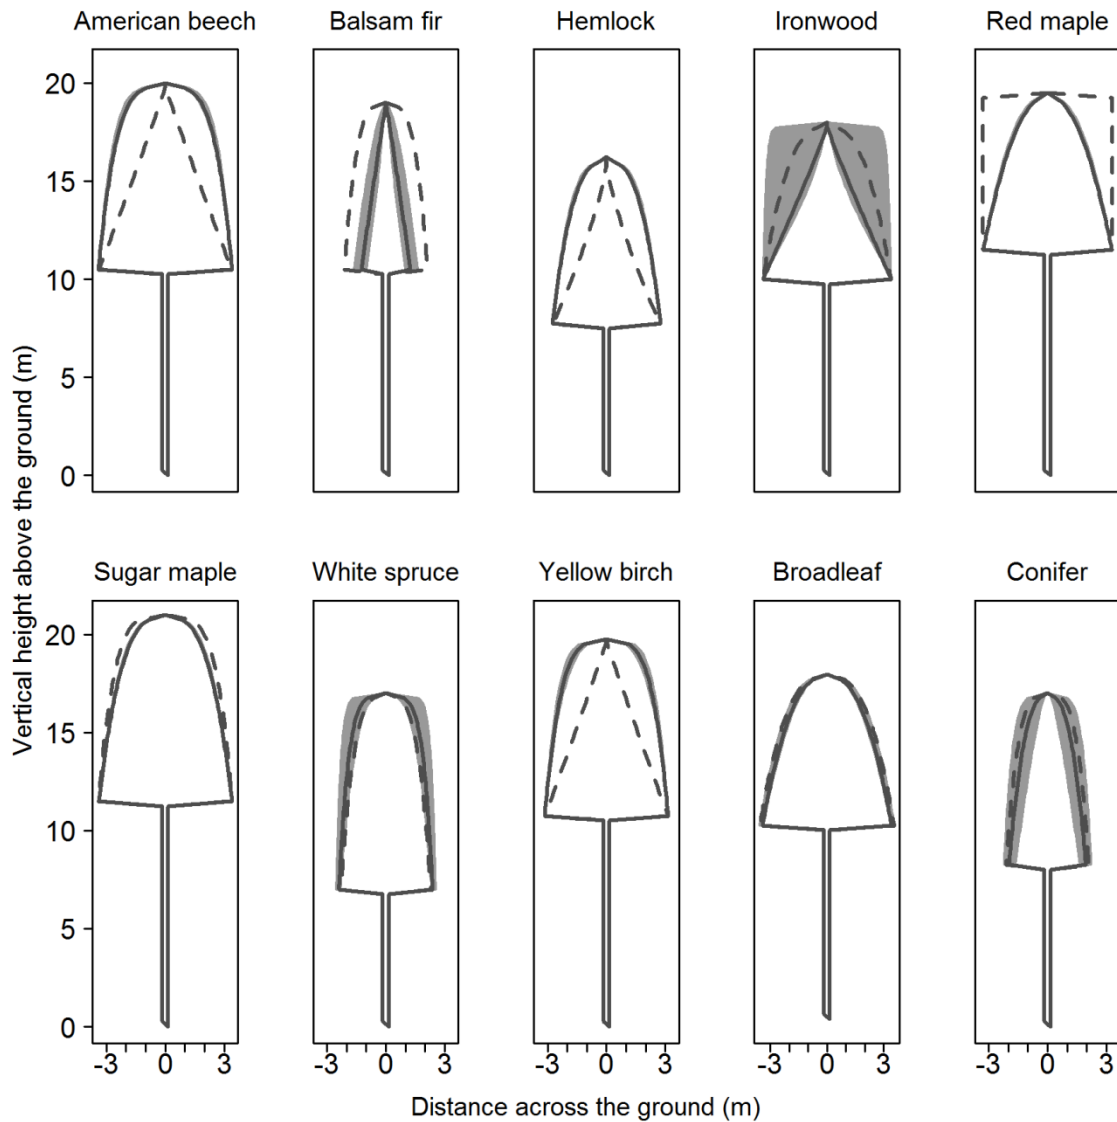 American beech
Balsam fir
Hemlock
Ironwood
Red maple
20
15
10
5
0
Vertical height above the ground (m)
Sugar maple
White spruce
Yellow birch
Broadleaf
Conifer
20
15
10
5
0
-3 0 3
-3 0 3
-3 0 3
-3 0 3
-3 0 3
Distance across the ground (m)